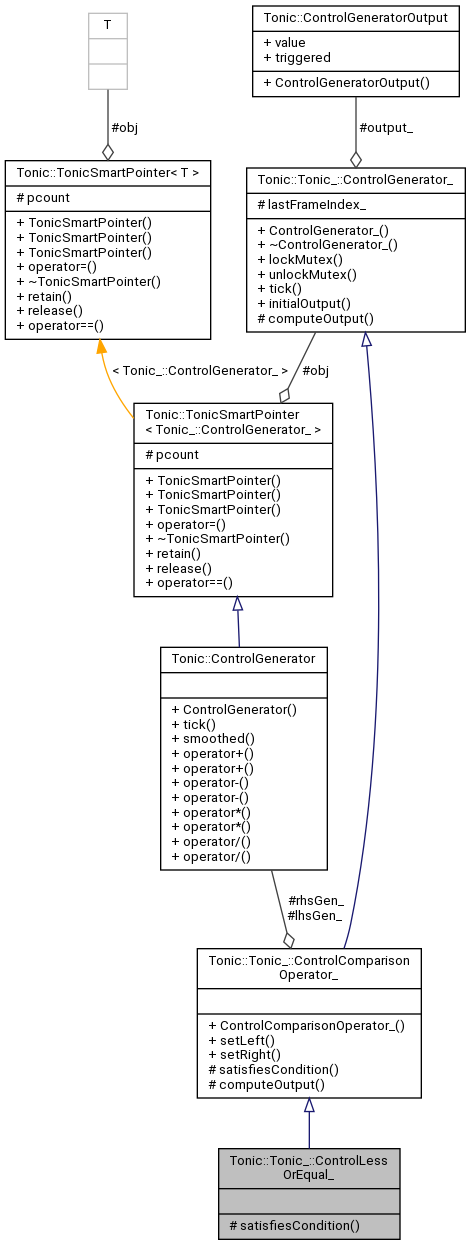 T
#obj
Tonic::ControlGeneratorOutput
+ value
+ triggered
+ ControlGeneratorOutput()
#output_
Tonic::TonicSmartPointer< T >
# pcount
+ TonicSmartPointer()
+ TonicSmartPointer()
+ TonicSmartPointer()
+ operator=()
+ ~TonicSmartPointer()
+ retain()
+ release()
+ operator==()
Tonic::Tonic_::ControlGenerator_
# lastFrameIndex_
+ ControlGenerator_()
+ ~ControlGenerator_()
+ lockMutex()
+ unlockMutex()
+ tick()
+ initialOutput()
# computeOutput()
< Tonic_::ControlGenerator_ >
#obj
Tonic::TonicSmartPointer
< Tonic_::ControlGenerator_ >
# pcount
+ TonicSmartPointer()
+ TonicSmartPointer()
+ TonicSmartPointer()
+ operator=()
+ ~TonicSmartPointer()
+ retain()
+ release()
+ operator==()
Tonic::ControlGenerator
+ ControlGenerator()
+ tick()
+ smoothed()
+ operator+()
+ operator+()
+ operator-()
+ operator-()
+ operator*()
+ operator*()
+ operator/()
+ operator/()
#rhsGen_
#lhsGen_
Tonic::Tonic_::ControlComparison
Operator_
+ ControlComparisonOperator_()
+ setLeft()
+ setRight()
# satisfiesCondition()
# computeOutput()
Tonic::Tonic_::ControlLess
OrEqual_
# satisfiesCondition()